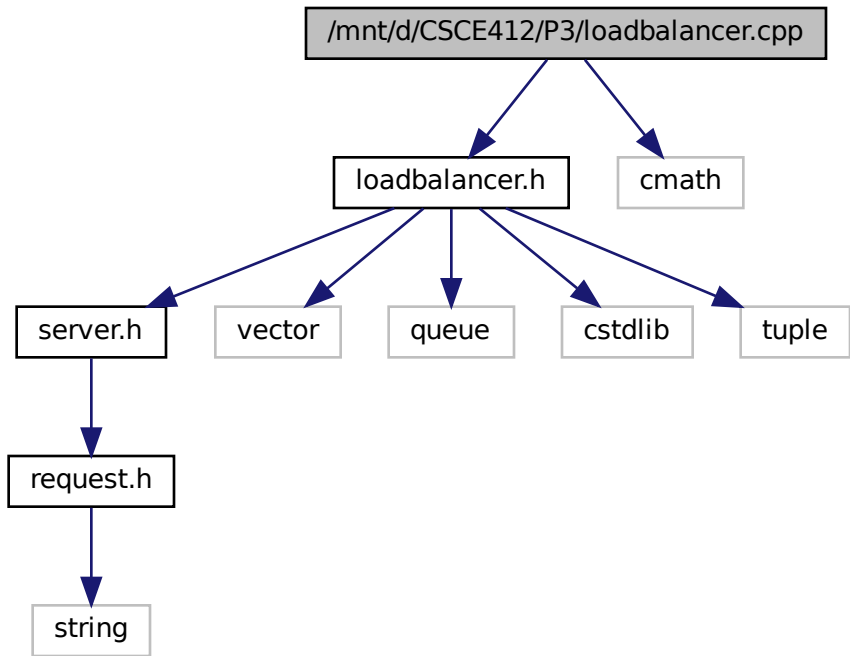 /mnt/d/CSCE412/P3/loadbalancer.cpp
loadbalancer.h
cmath
server.h
vector
queue
cstdlib
tuple
request.h
string